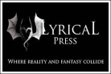 LYRICAL
PRESS
WHERE REALITY AND FANTASY COLLIDE